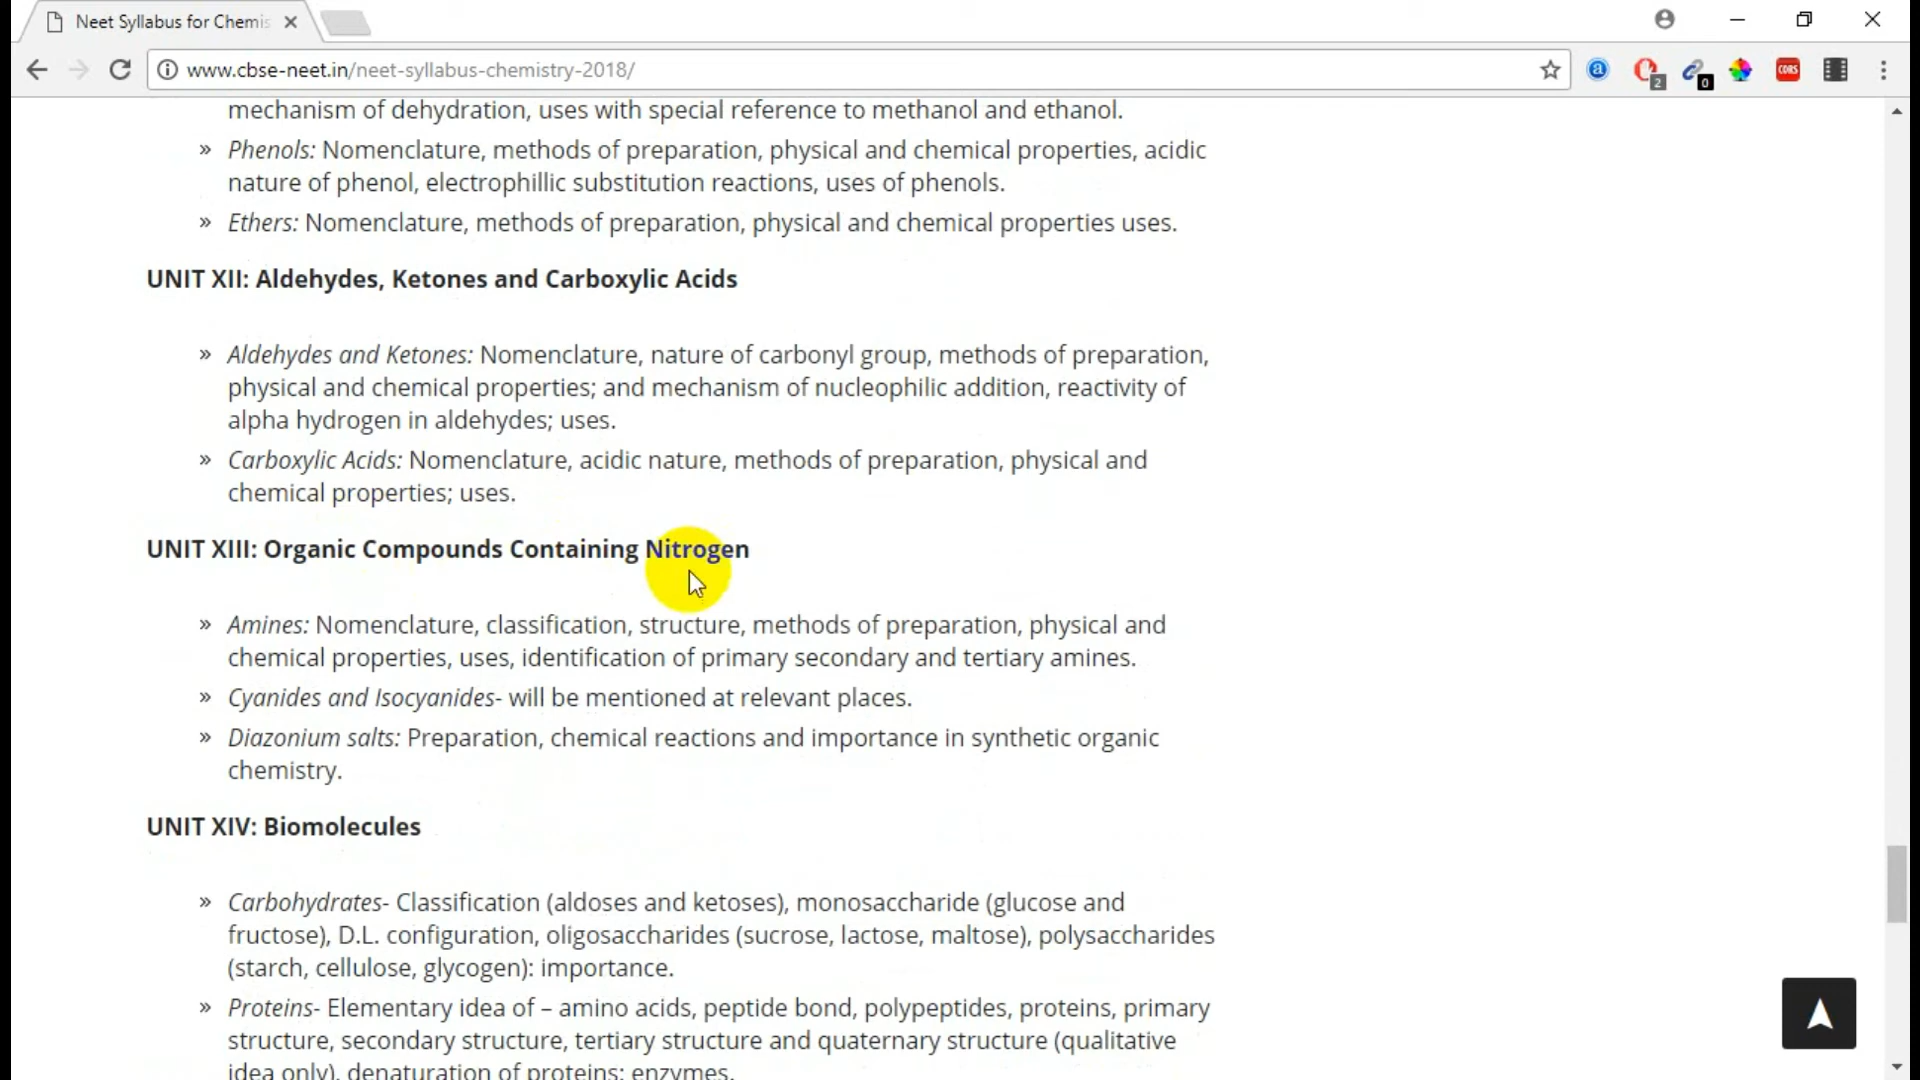 Neet Syllabus for Chemis
www.cbse-neet.in/neet-syllabus-chemistry-2018/
2
0
CORS
mechanism of dehydration, uses with special reference to methanol and ethanol.
» Phenols: Nomenclature, methods of preparation, physical and chemical properties, acidic
nature of phenol, electrophillic substitution reactions, uses of phenols.
» Ethers: Nomenclature, methods of preparation, physical and chemical properties uses.
UNIT XII: Aldehydes, Ketones and Carboxylic Acids
» Aldehydes and Ketones: Nomenclature, nature of carbonyl group, methods of preparation,
physical and chemical properties; and mechanism of nucleophilic addition, reactivity of
alpha hydrogen in aldehydes; uses.
» Carboxylic Acids: Nomenclature, acidic nature, methods of preparation, physical and
chemical properties; uses.
UNIT XIII: Organic Compounds Containing Nitrogen
» Amines: Nomenclature, classification, structure, methods of preparation, physical and
chemical properties, uses, identification of primary secondary and tertiary amines.
» Cyanides and Isocyanides- will be mentioned at relevant places.
» Diazonium salts: Preparation, chemical reactions and importance in synthetic organic
chemistry.
UNIT XIV: Biomolecules
» Carbohydrates- Classification (aldoses and ketoses), monosaccharide (glucose and
fructose), D.L. configuration, oligosaccharides (sucrose, lactose, maltose), polysaccharides
(starch, cellulose, glycogen): importance.
» Proteins- Elementary idea of – amino acids, peptide bond, polypeptides, proteins, primary
structure, secondary structure, tertiary structure and quaternary structure (qualitative
idea only), denaturation of proteins; enzymes.